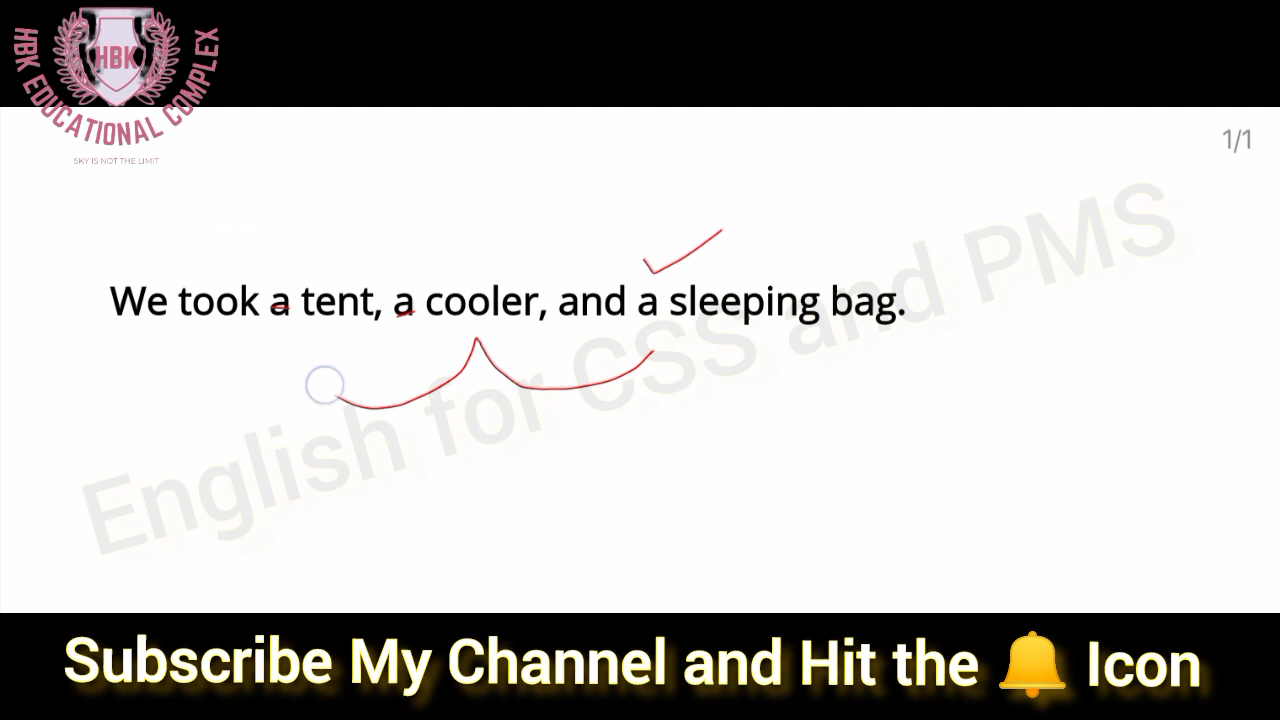 HBK
HBK EDUCATIONAL COMPLEX
SKY IS NOT THE LIMIT
1/1
We took a tent, a cooler, and a sleeping bag.
English for CSS and PMS
Subscribe My Channel and Hit the 🔔 Icon